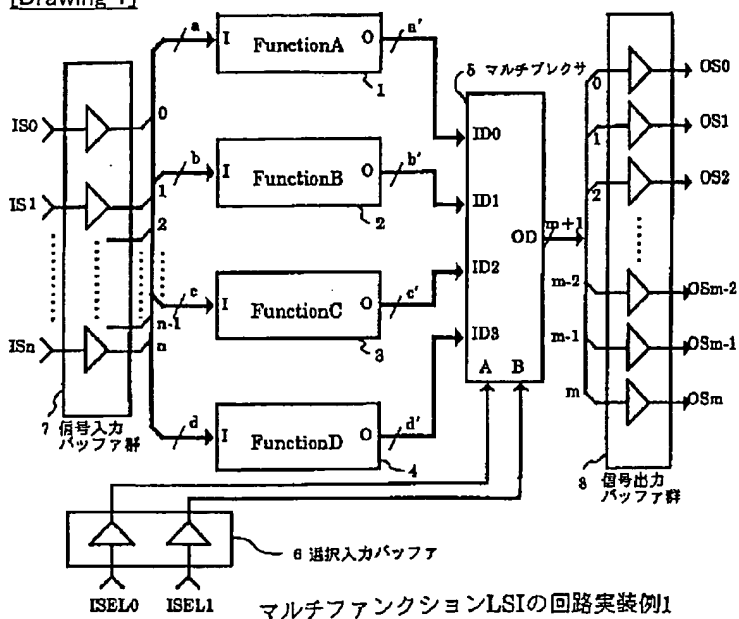 [Drawing 1]
a
I FunctionA O
a'
1
IS0
0
b
I FunctionB O
b'
2
IS1
1
2
c
I FunctionC O
c'
3
n-1
n
ISn
d
I FunctionD O
d'
4
7 信号入力
バッファ群
5 マルチプレクサ
ID0
ID1
ID2
ID3
OD
A B
m+1
0
1
2
m-2
m-1
m
OS0
OS1
OS2
OSm-2
OSm-1
OSm
8 信号出力
バッファ群
6 選択入力バッファ
ISEL0 ISEL1
マルチファンクションLSIの回路実装例1